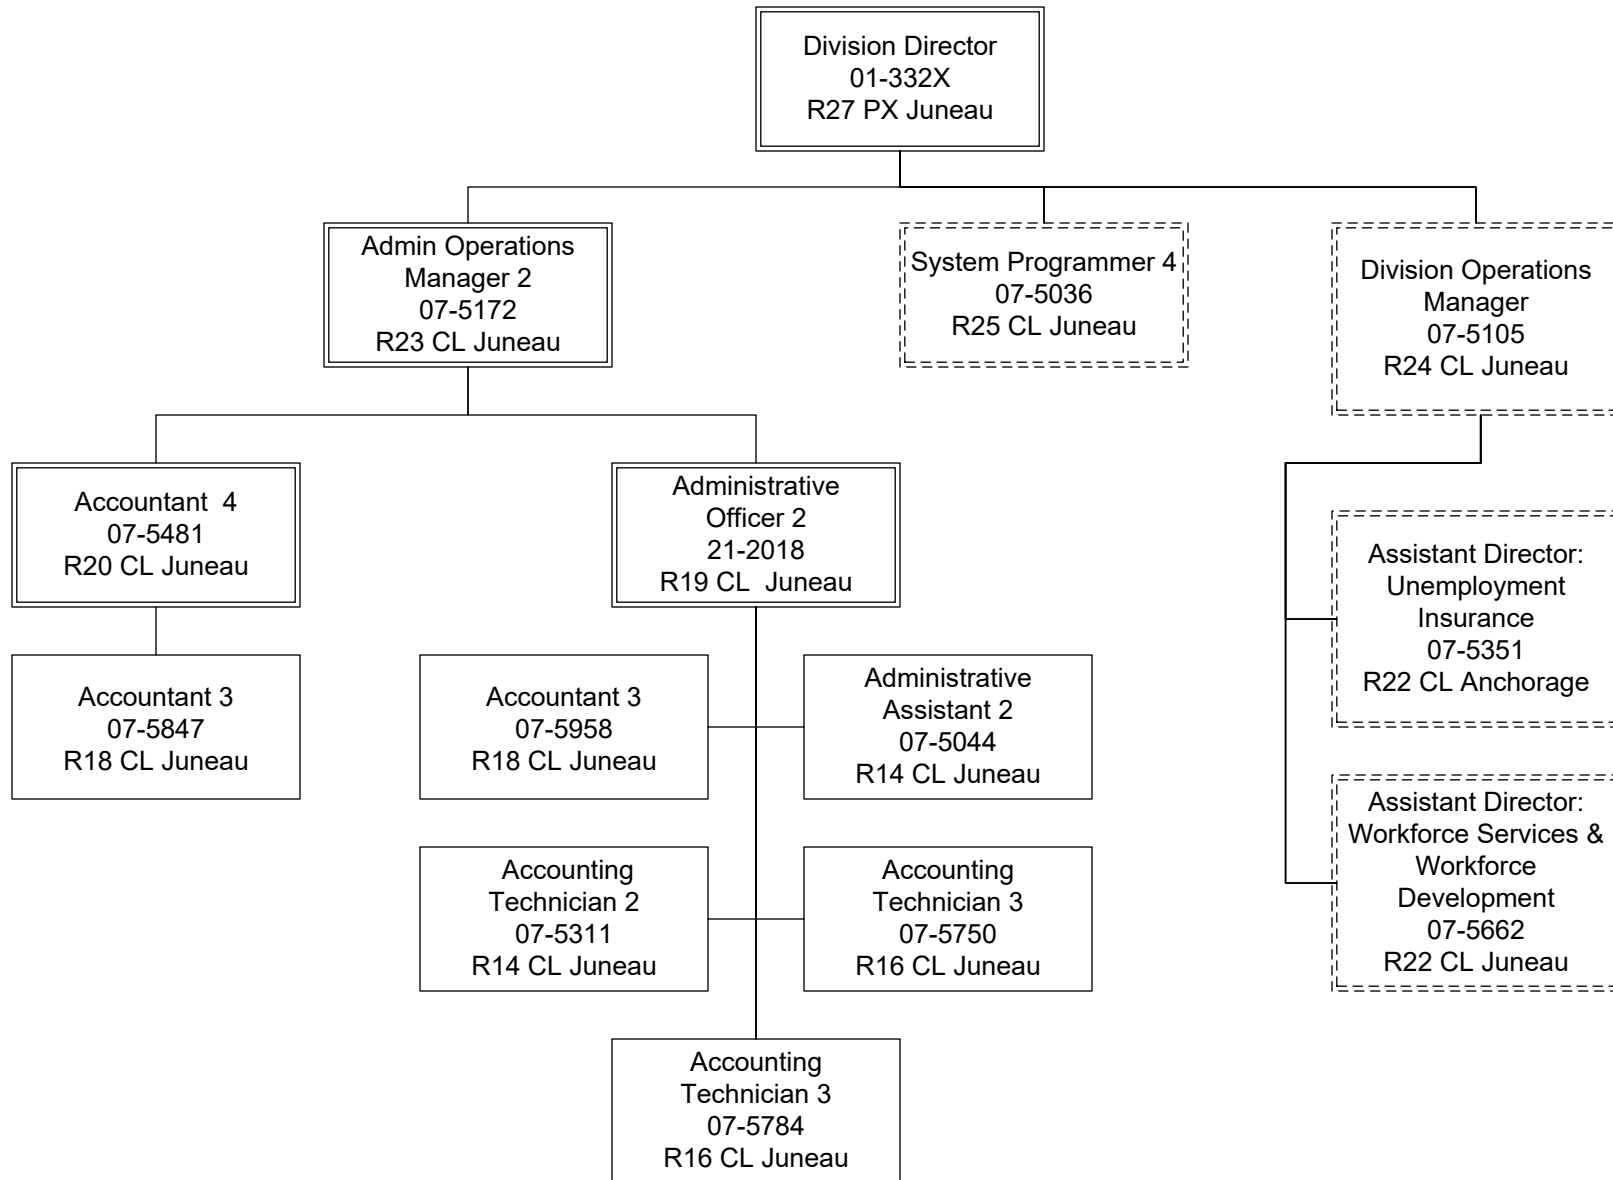 Division Director
01-332X
R27 PX Juneau
Admin Operations
Manager 2
07-5172
R23 CL Juneau
System Programmer 4
07-5036
R25 CL Juneau
Division Operations
Manager
07-5105
R24 CL Juneau
Accountant  4
07-5481
R20 CL Juneau
Administrative
Officer 2
21-2018
R19 CL  Juneau
Assistant Director:
Unemployment
Insurance
07-5351
R22 CL Anchorage
Accountant 3
07-5847
R18 CL Juneau
Accountant 3
07-5958
R18 CL Juneau
Administrative
Assistant 2
07-5044
R14 CL Juneau
Assistant Director:
Workforce Services &
Workforce
Development
07-5662
R22 CL Juneau
Accounting
Technician 2
07-5311
R14 CL Juneau
Accounting
Technician 3
07-5750
R16 CL Juneau
Accounting
Technician 3
07-5784
R16 CL Juneau